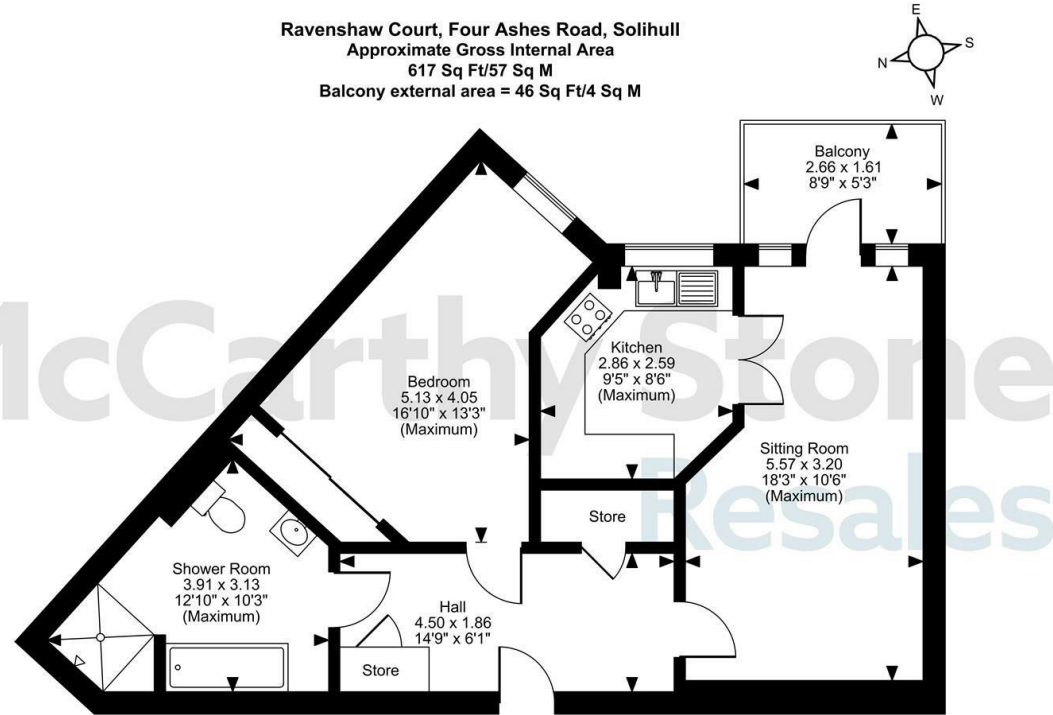 Ravenshaw Court, Four Ashes Road, Solihull
Approximate Gross Internal Area
617 Sq Ft/57 Sq M
Balcony external area = 46 Sq Ft/4 Sq M
E
N
S
W
Balcony
2.66 x 1.61
8'9" x 5'3"
Kitchen
2.86 x 2.59
9'5" x 8'6"
(Maximum)
Bedroom
5.13 x 4.05
16'10" x 13'3"
(Maximum)
Sitting Room
5.57 x 3.20
18'3" x 10'6"
(Maximum)
Store
Shower Room
3.91 x 3.13
12'10" x 10'3"
(Maximum)
Hall
4.50 x 1.86
14'9" x 6'1"
Store
McCarthy Stone
Resales